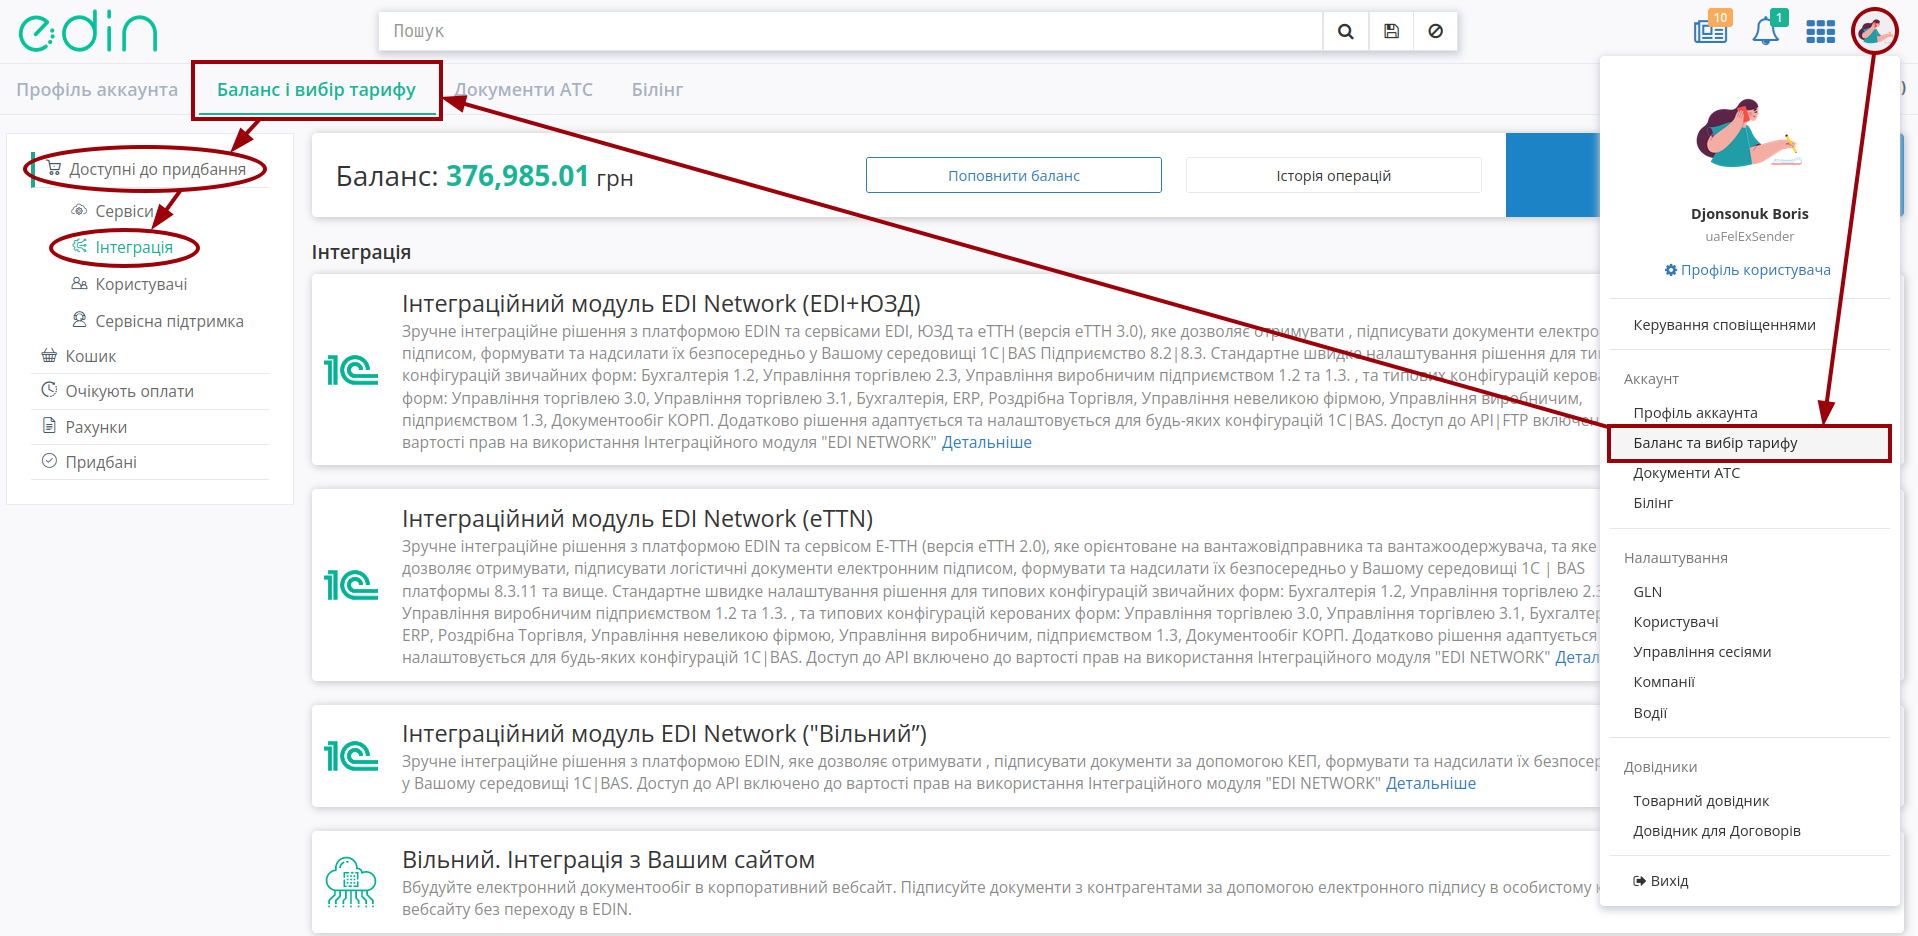 edin
Пошук
10
1
Профіль аккаунта
Баланс і вибір тарифу
Документи АТС
Білінг
)
Доступні до придбання
Сервіси
Інтеграція
Користувачі
Сервісна підтримка
Кошик
Очікують оплати
Рахунки
Придбані
Баланс: 376,985.01 грн
Поповнити баланс
Історія операцій
Інтеграція
Інтеграційний модуль EDI Network (EDI+ЮЗД)
Зручне інтеграційне рішення з платформою EDIN та сервісами EDI, ЮЗД та еТТН (версія еТТН 3.0), яке дозволяє отримувати , підписувати документи електро
підписом, формувати та надсилати їх безпосередньо у Вашому середовищі 1С|BAS Підприємство 8.2|8.3. Стандартне швидке налаштування рішення для ти
конфігурацій звичайних форм: Бухгалтерія 1.2, Управління торгівлею 2.3, Управління виробничим підприємством 1.2 та 1.3. , та типових конфігурацій керов
форм: Управління торгівлею 3.0, Управління торгівлею 3.1, Бухгалтерія, ERP, Роздрібна Торгівля, Управління невеликою фірмою, Управління виробничим,
підприємством 1.3, Документообіг КОРП. Додатково рішення адаптується та налаштовується для будь-яких конфігурацій 1С|BAS. Доступ до API|FTP включен
вартості прав на використання Інтеграційного модуля "EDI NETWORK" Детальніше
1С
Інтеграційний модуль EDI Network (eTTN)
Зручне інтеграційне рішення з платформою EDIN та сервісом Е-ТТН (версія еТТН 2.0), яке орієнтоване на вантажовідправника та вантажоодержувача, та яке
дозволяє отримувати, підписувати логістичні документи електронним підписом, формувати та надсилати їх безпосередньо у Вашому середовищі 1С | BAS
платформы 8.3.11 та вище. Стандартне швидке налаштування рішення для типових конфігурацій звичайних форм: Бухгалтерія 1.2, Управління торгівлею 2.3
Управління виробничим підприємством 1.2 та 1.3. , та типових конфігурацій керованих форм: Управління торгівлею 3.0, Управління торгівлею 3.1, Бухгалте
ERP, Роздрібна Торгівля, Управління невеликою фірмою, Управління виробничим, підприємством 1.3, Документообіг КОРП. Додатково рішення адаптується
налаштовується для будь-яких конфігурацій 1С|BAS. Доступ до API включено до вартості прав на використання Інтеграційного модуля "EDI NETWORK" Детал
1С
Інтеграційний модуль EDI Network ("Вільний”)
Зручне інтеграційне рішення з платформою EDIN, яке дозволяє отримувати , підписувати документи за допомогою КЕП, формувати та надсилати їх безпосер
у Вашому середовищі 1С|BAS. Доступ до API включено до вартості прав на використання Інтеграційного модуля "EDI NETWORK" Детальніше
1С
Вільний. Інтеграція з Вашим сайтом
Вбудуйте електронний документообіг в корпоративний вебсайт. Підписуйте документи з контрагентами за допомогою електронного підпису в особистому к
вебсайту без переходу в EDIN.
Djonsonuk Boris
uaFelExSender
Профіль користувача
Керування сповіщеннями
Аккаунт
Профіль аккаунта
Баланс та вибір тарифу
Документи АТС
Білінг
Налаштування
GLN
Користувачі
Управління сесіями
Компанії
Водії
Довідники
Товарний довідник
Довідник для Договорів
Вихід